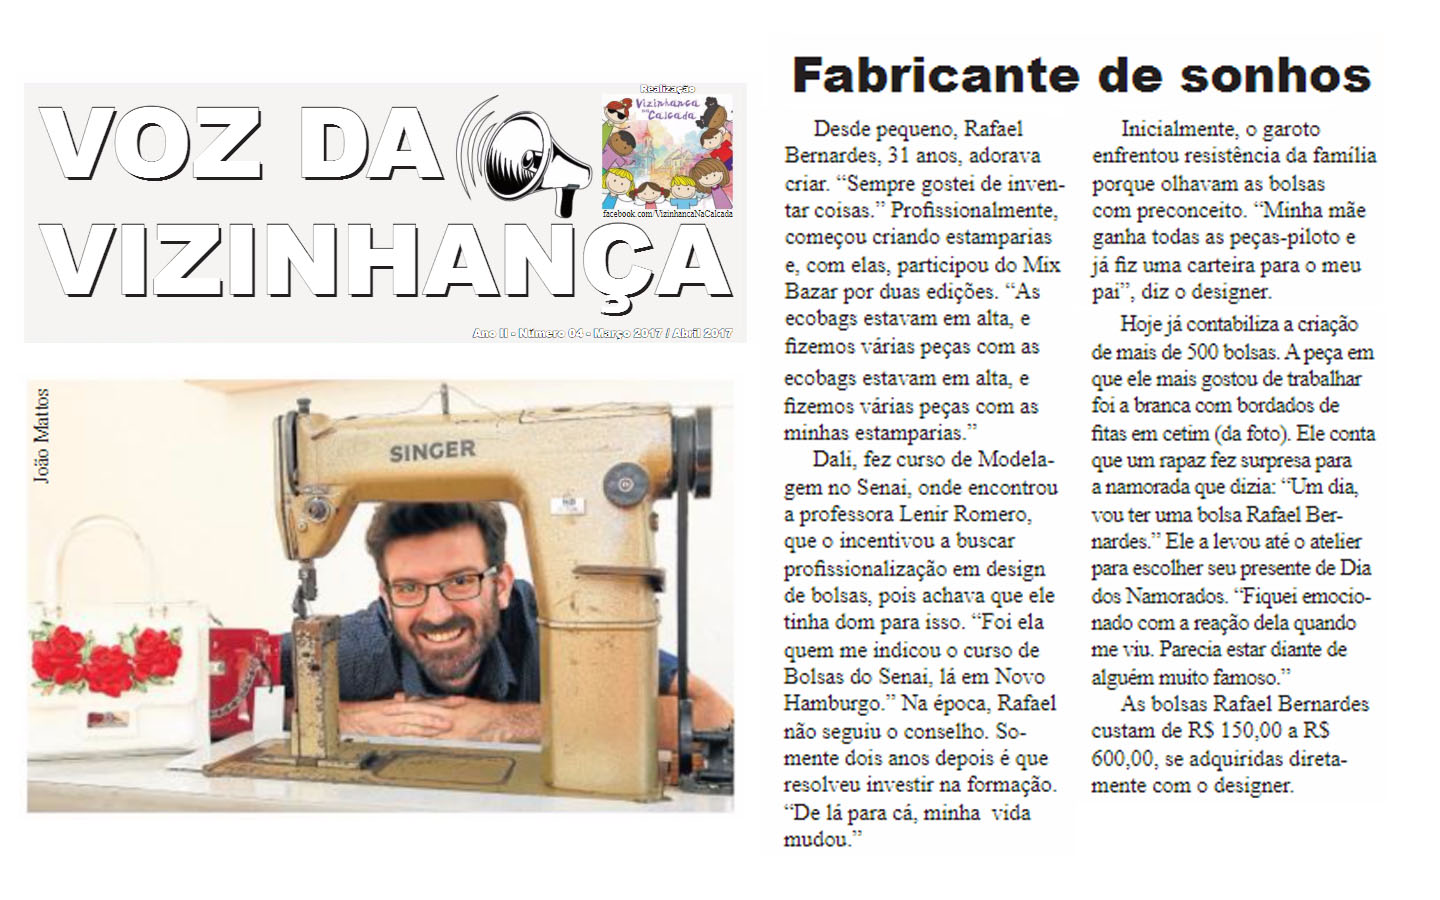 VOZ DA
VIZINHANÇA
Realização
Vizinhança
na Calçada
facebook.com/VizinhancaNaCalcada
Ano II - Número 04 - Março 2017 / Abril 2017
João Mattos
SINGER
Fabricante de sonhos
Desde pequeno, Rafael
Bernardes, 31 anos, adorava
criar. “Sempre gostei de inven-
tar coisas.” Profissionalmente,
começou criando estamparias
e, com elas, participou do Mix
Bazar por duas edições. “As
ecobags estavam em alta, e
fizemos várias peças com as
ecobags estavam em alta, e
fizemos várias peças com as
minhas estamparias.”
Dali, fez curso de Modela-
gem no Senai, onde encontrou
a professora Lenir Romero,
que o incentivou a buscar
profissionalização em design
de bolsas, pois achava que ele
tinha dom para isso. “Foi ela
quem me indicou o curso de
Bolsas do Senai, lá em Novo
Hamburgo.” Na época, Rafael
não seguiu o conselho. So-
mente dois anos depois é que
resolveu investir na formação.
“De lá para cá, minha vida
mudou.”
Inicialmente, o garoto
enfrentou resistência da família
porque olhavam as bolsas
com preconceito. “Minha mãe
ganha todas as peças-piloto e
já fiz uma carteira para o meu
pai”, diz o designer.
Hoje já contabiliza a criação
de mais de 500 bolsas. A peça em
que ele mais gostou de trabalhar
foi a branca com bordados de
fitas em cetim (da foto). Ele conta
que um rapaz fez surpresa para
a namorada que dizia: “Um dia,
vou ter uma bolsa Rafael Ber-
nardes.” Ele a levou até o atelier
para escolher seu presente de Dia
dos Namorados. “Fiquei emocio-
nado com a reação dela quando
me viu. Parecia estar diante de
alguém muito famoso.”
As bolsas Rafael Bernardes
custam de R$ 150,00 a R$
600,00, se adquiridas direta-
mente com o designer.